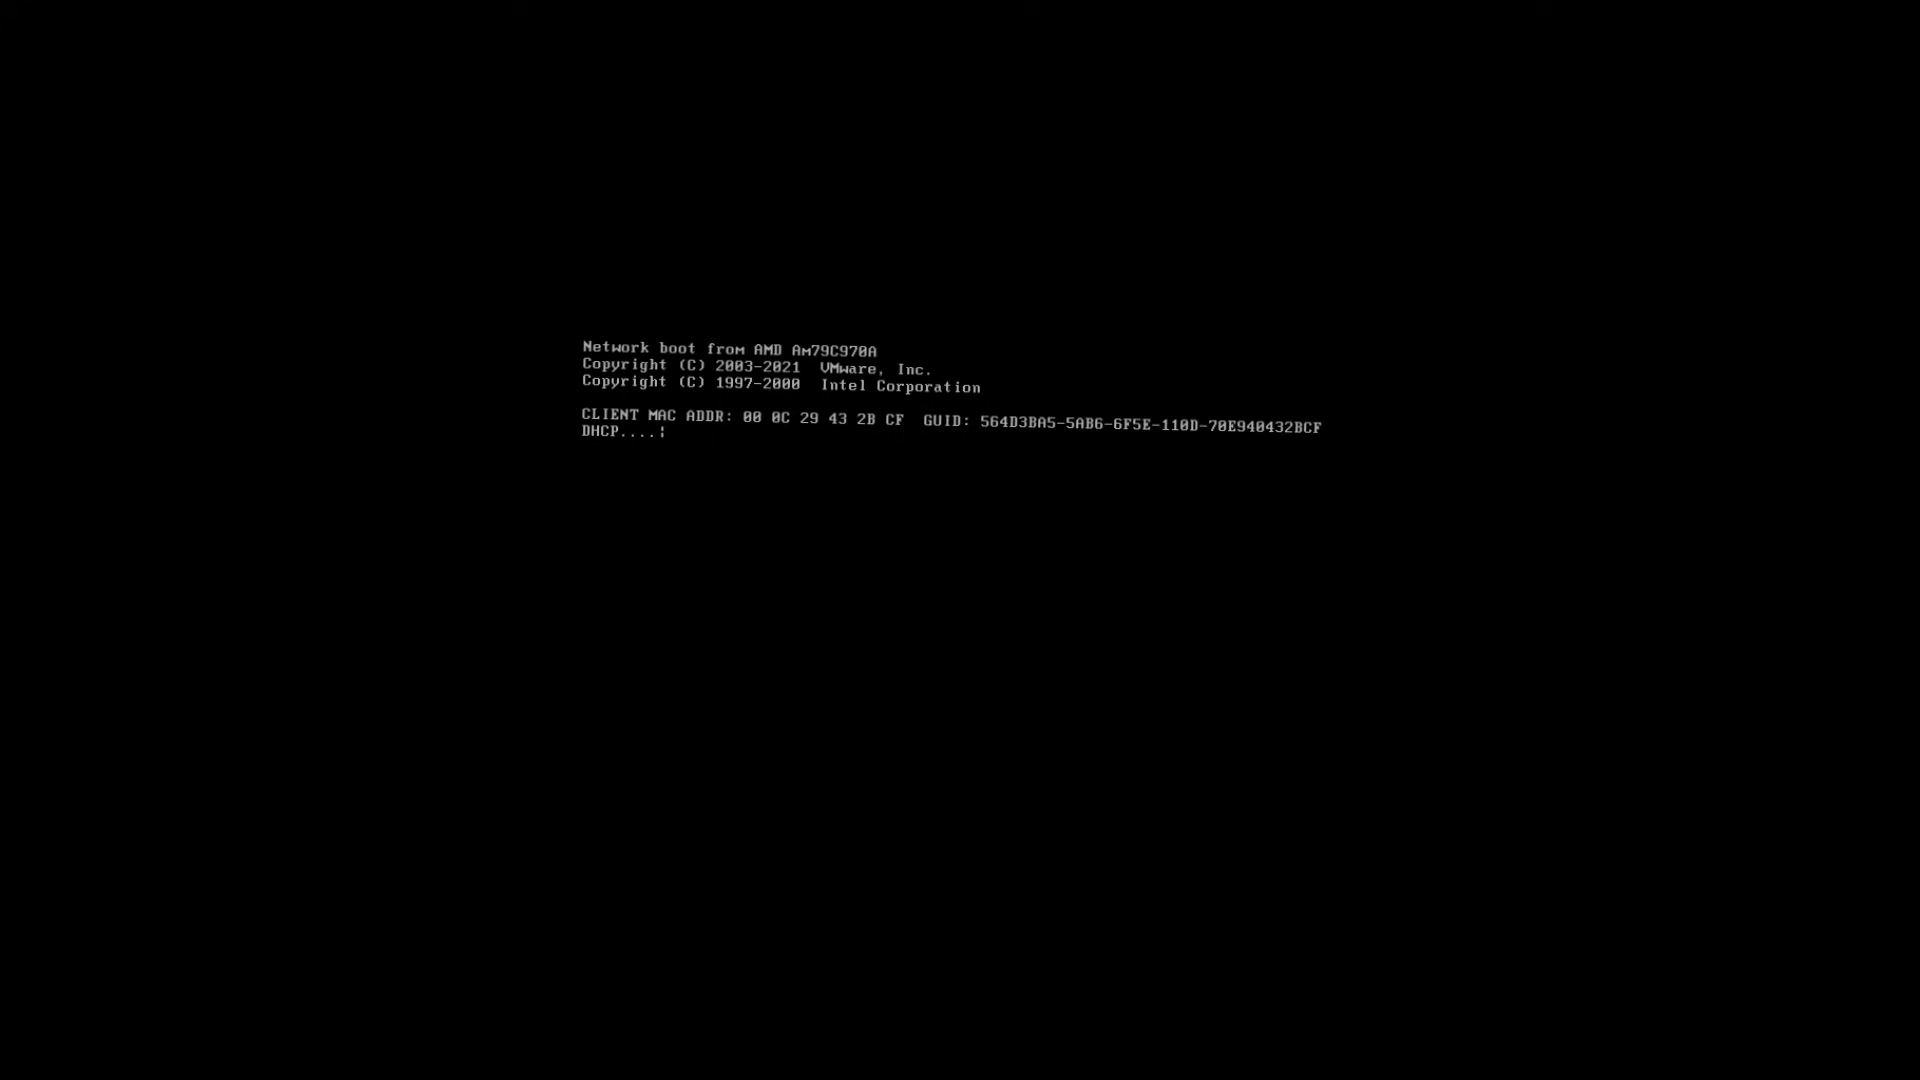 Network boot from AMD Am79C970A
Copyright (C) 2003-2021  VMware, Inc.
Copyright (C) 1997-2000  Intel Corporation
CLIENT MAC ADDR: 00 0C 29 43 2B CF  GUID: 564D3BA5-5AB6-6F5E-110D-70E940432BCF
DHCP....¦